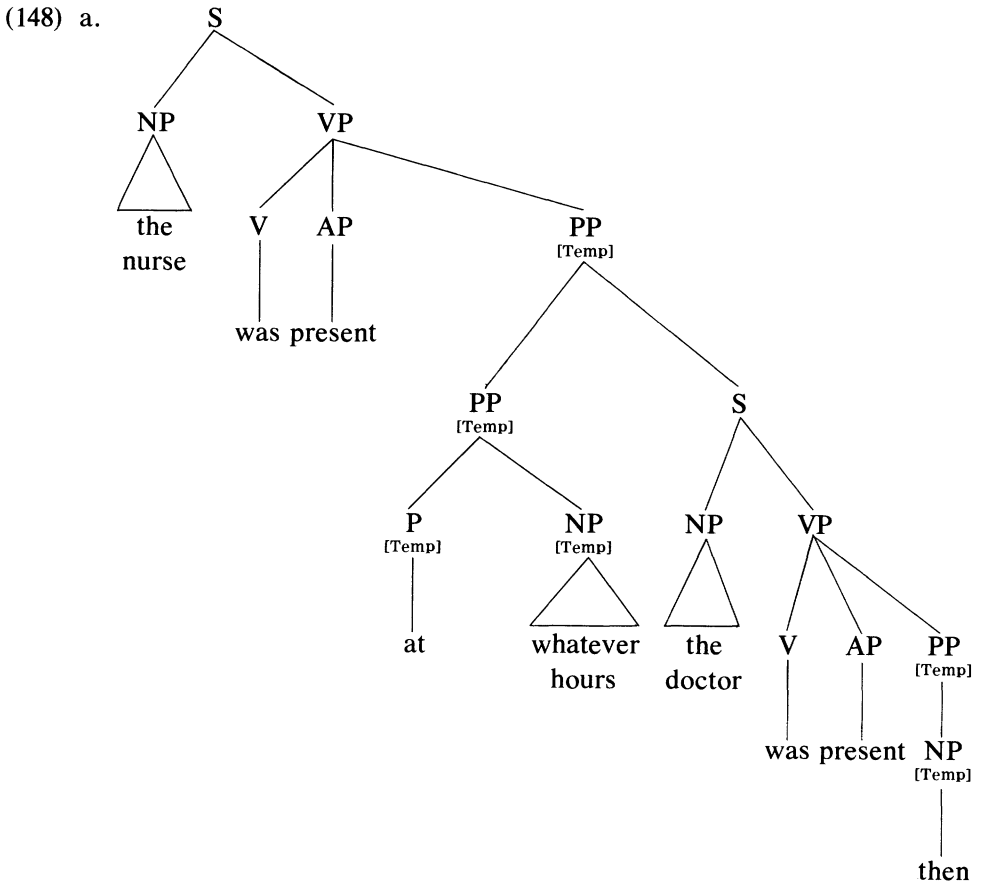 (148) a. S
NP VP
the
nurse
V AP PP
[Temp]
was present
PP S
[Temp]
P NP NP VP
[Temp] [Temp]
at whatever the V AP PP
hours doctor [Temp]
was present NP
[Temp]
then